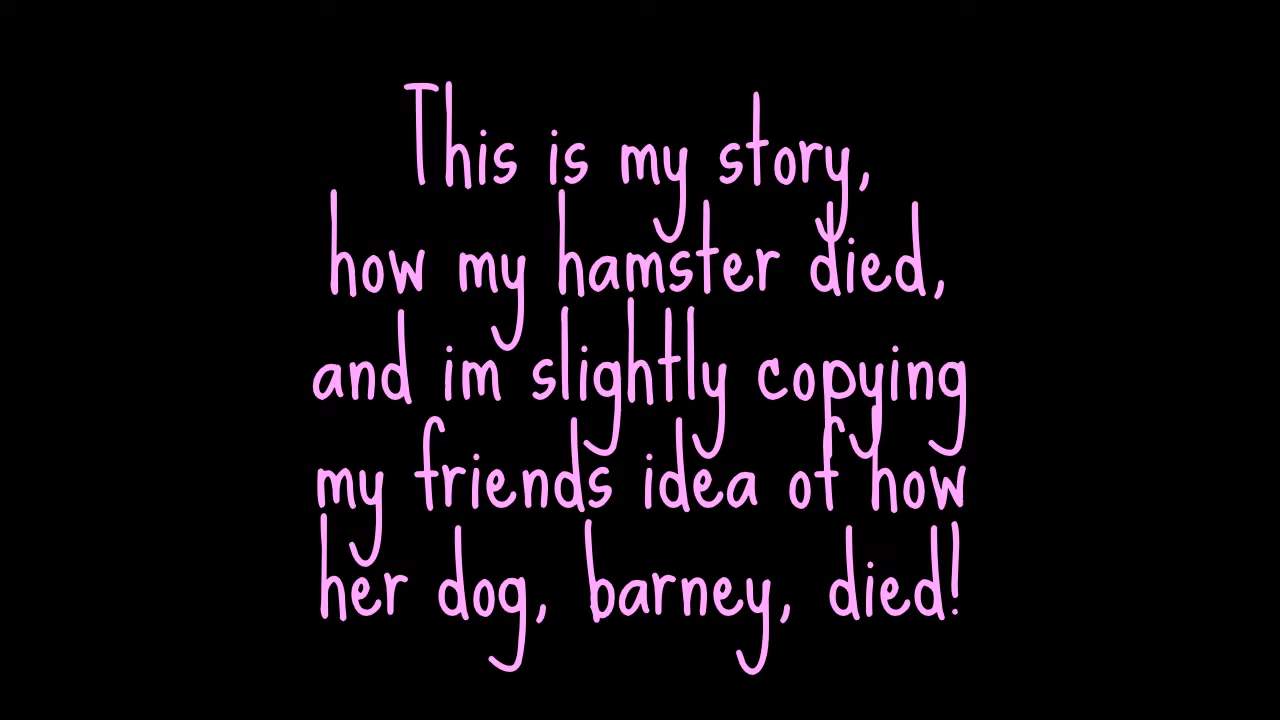 This is my story,
how my hamster died,
and im slightly copying
my friends idea of how
her dog, barney, died!